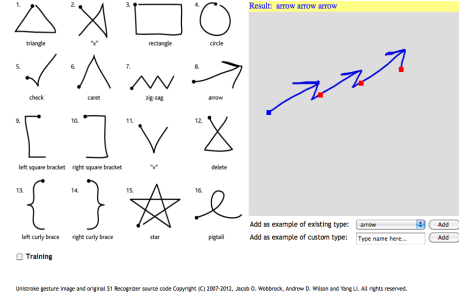 Result: arrow arrow arrow
1. 2. 3. 4.
triangle "x" rectangle circle
5. 6. 7. 8.
check caret zig-zag arrow
9. 10. 11. 12.
left square bracket right square bracket "v" delete
13. 14. 15. 16.
left curly brace right curly brace star pigtail
Add as example of existing type: arrow Add
Add as example of custom type: Type name here... Add
Training
Unistroke gesture image and original $1 Recognizer source code Copyright (C) 2007-2012, Jacob O. Wobbrock, Andrew D. Wilson and Yang Li. All rights reserved.